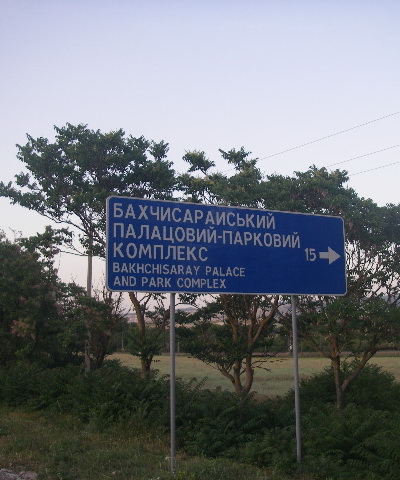 БАХЧИСАРАЙСЬКИЙ
ПАЛАЦОВИЙ-ПАРКОВИЙ
КОМПЛЕКС 15
BAKHCHISARAY PALACE
AND PARK COMPLEX